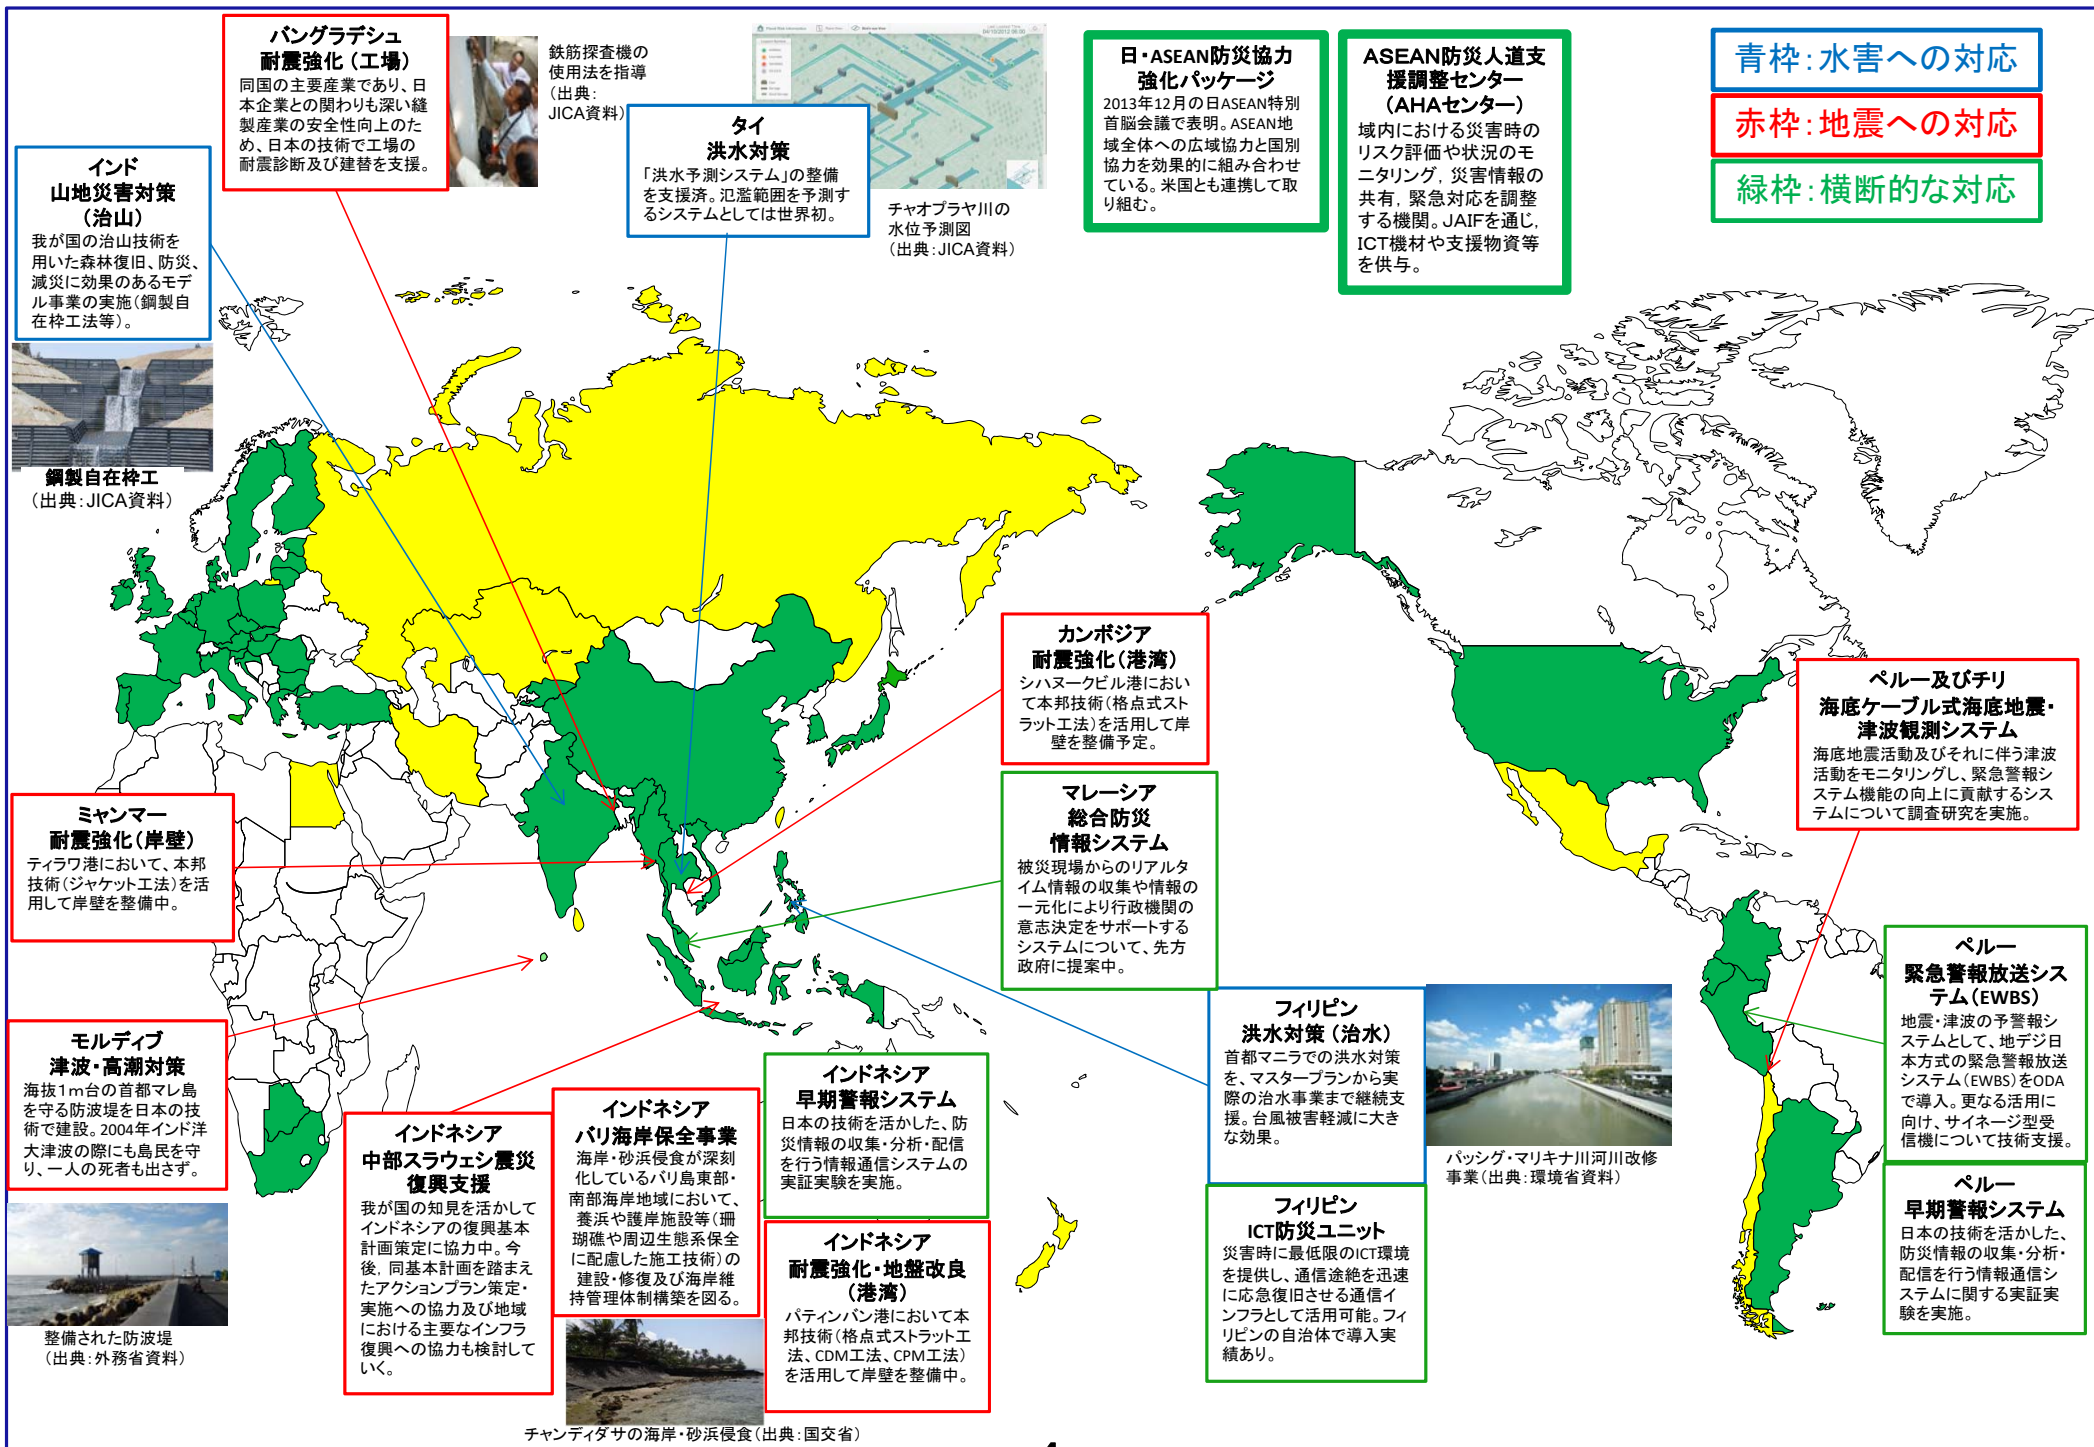 バングラデシュ
耐震強化（工場）
同国の主要産業であり、日
本企業との関わりも深い縫
製産業の安全性向上のた
め、日本の技術で工場の
耐震診断及び建替を支援。
鉄筋探査機の
使用法を指導
（出典：
JICA資料）
タイ
洪水対策
「洪水予測システム」の整備
を支援済。氾濫範囲を予測す
るシステムとしては世界初。
チャオプラヤ川の
水位予測図
（出典：JICA資料）
日・ASEAN防災協力
強化パッケージ
2013年12月の日ASEAN特別
首脳会議で表明。ASEAN地
域全体への広域協力と国別
協力を効果的に組み合わせ
ている。米国とも連携して取
り組む。
ASEAN防災人道支
援調整センター
（AHAセンター）
域内における災害時の
リスク評価や状況のモ
ニタリング，災害情報の
共有，緊急対応を調整
する機関。JAIFを通じ，
ICT機材や支援物資等
を供与。
青枠：水害への対応
赤枠：地震への対応
緑枠：横断的な対応
インド
山地災害対策
（治山）
我が国の治山技術を
用いた森林復旧、防災、
減災に効果のあるモデ
ル事業の実施（鋼製自
在枠工法等）。
鋼製自在枠工
（出典：JICA資料）
カンボジア
耐震強化（港湾）
シハヌークビル港におい
て本邦技術（格点式スト
ラット工法）を活用して岸
壁を整備予定。
ペルー及びチリ
海底ケーブル式海底地震・
津波観測システム
海底地震活動及びそれに伴う津波
活動をモニタリングし、緊急警報シ
ステム機能の向上に貢献するシス
テムについて調査研究を実施。
ミャンマー
耐震強化（岸壁）
ティラワ港において、本邦
技術（ジャケット工法）を活
用して岸壁を整備中。
マレーシア
総合防災
情報システム
被災現場からのリアルタ
イム情報の収集や情報の
一元化により行政機関の
意志決定をサポートする
システムについて、先方
政府に提案中。
モルディブ
津波・高潮対策
海抜1ｍ台の首都マレ島
を守る防波堤を日本の技
術で建設。2004年インド洋
大津波の際にも島民を守
り、一人の死者も出さず。
整備された防波堤
（出典：外務省資料）
インドネシア
中部スラウェシ震災
復興支援
我が国の知見を活かして
インドネシアの復興基本
計画策定に協力中。今
後，同基本計画を踏まえ
たアクションプラン策定・
実施への協力及び地域
における主要なインフラ
復興への協力も検討して
いく。
インドネシア
バリ海岸保全事業
海岸・砂浜侵食が深刻
化しているバリ島東部・
南部海岸地域において、
養浜や護岸施設等（珊
瑚礁や周辺生態系保全
に配慮した施工技術）の
建設・修復及び海岸維
持管理体制構築を図る。
チャンディダサの海岸・砂浜侵食（出典：国交省）
インドネシア
早期警報システム
日本の技術を活かした、防
災情報の収集・分析・配信
を行う情報通信システムの
実証実験を実施。
インドネシア
耐震強化・地盤改良
（港湾）
パティンバン港において本
邦技術（格点式ストラット工
法、CDM工法、CPM工法）
を活用して岸壁を整備中。
フィリピン
洪水対策（治水）
首都マニラでの洪水対策
を、マスタープランから実
際の治水事業まで継続支
援。台風被害軽減に大き
な効果。
パッシグ・マリキナ川河川改修
事業（出典：環境省資料）
フィリピン
ICT防災ユニット
災害時に最低限のICT環境
を提供し、通信途絶を迅速
に応急復旧させる通信イ
ンフラとして活用可能。フィ
リピンの自治体で導入実
績あり。
ペルー
緊急警報放送シス
テム（EWBS）
地震・津波の予警報シ
ステムとして、地デジ日
本方式の緊急警報放送
システム（EWBS）をODA
で導入。更なる活用に
向け、サイネージ型受
信機について技術支援。
ペルー
早期警報システム
日本の技術を活かした、
防災情報の収集・分析・
配信を行う情報通信シ
ステムに関する実証実
験を実施。